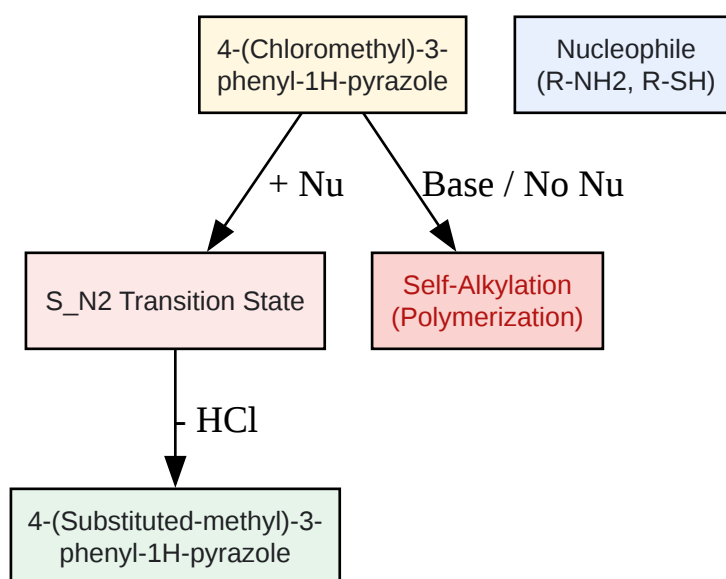 4-(Chloromethyl)-3-
phenyl-1H-pyrazole
Nucleophile
(R-NH2, R-SH)
+ Nu
Base / No Nu
S_N2 Transition State
Self-Alkylation
(Polymerization)
- HCl
4-(Substituted-methyl)-3-
phenyl-1H-pyrazole